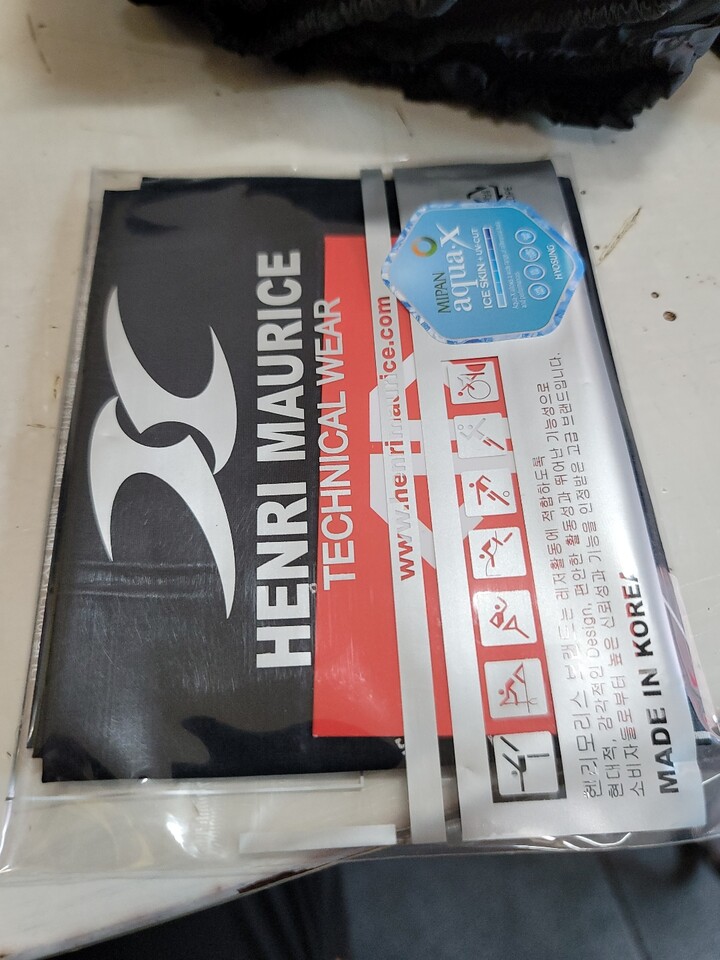 HENRI MAURICE
TECHNICAL WEAR
www.henrimaurice.com
MIPAN
aqua-X
ICE SKIN + UV-CUT
HYOSUNG
헨리모리스 브랜드는 레저활동에 적합하도록
현대적, 감각적인 Design, 편안한 활동성과 뛰어난 기능성으로
소비자들로부터 높은 신뢰성과 기능을 인정받은 고급 브랜드입니다.
MADE IN KOREA